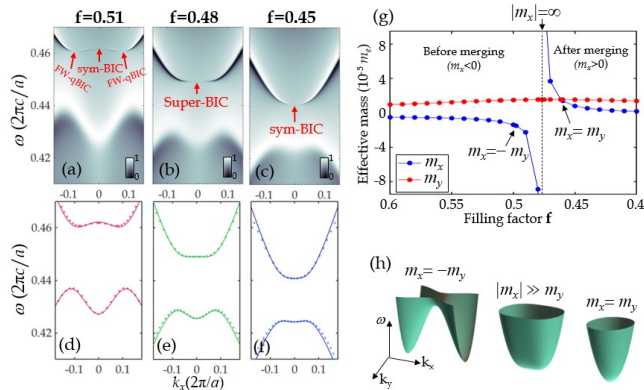 f=0.51
f=0.48
f=0.45
ω (2πc/a)
0.46
0.44
0.42
FW-qBIC
sym-BIC
FW-qBIC
Super-BIC
sym-BIC
(a)
(b)
(c)
1
0
1
0
1
0
-0.1 0 0.1
-0.1 0 0.1
-0.1 0 0.1
ω (2πc/a)
0.46
0.44
0.42
(d)
(e)
(f)
-0.1 0 0.1
-0.1 0 0.1
-0.1 0 0.1
kx(2π/a)
(g)
|mx|=∞
Before merging
(mx<0)
After merging
(mx>0)
Effective mass (10-5 me)
8
4
0
-4
-8
mx=− my
mx= my
mx
my
0.6 0.55 0.5 0.45 0.4
Filling factor f
(h)
mx= −my
|mx| ≫ my
mx= my
ω
kx
ky